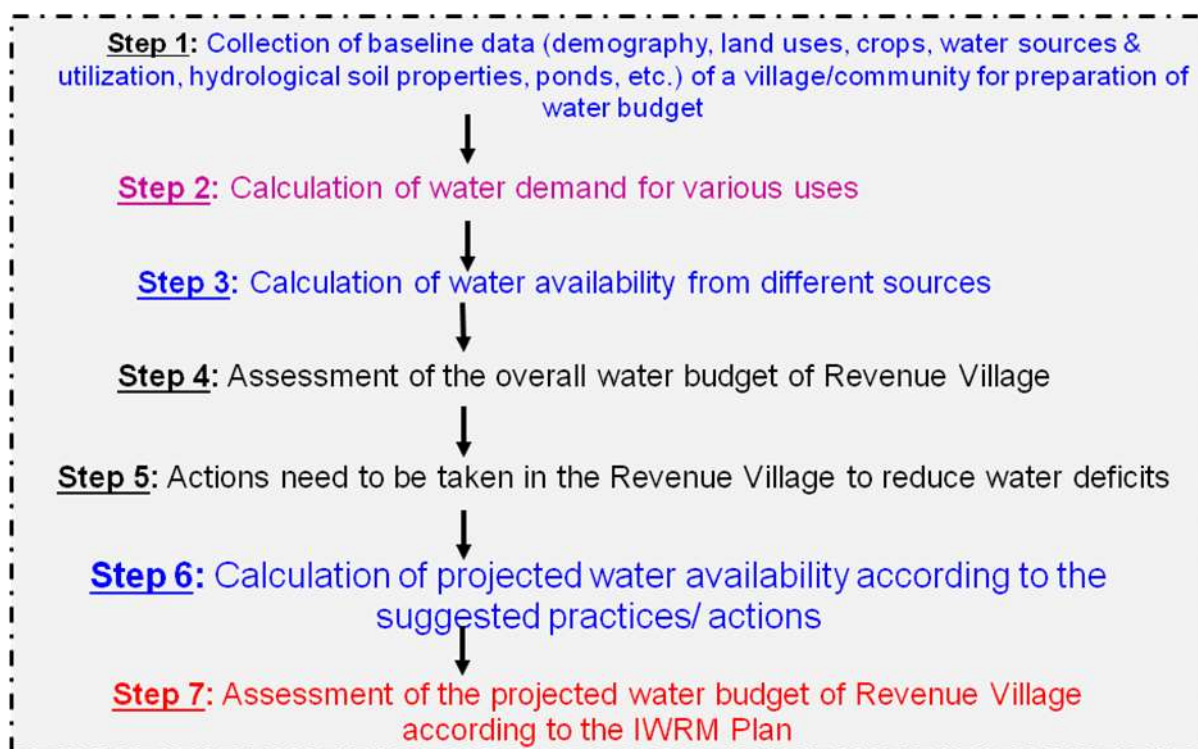 Step 1: Collection of baseline data (demography, land uses, crops, water sources &
utilization, hydrological soil properties, ponds, etc.) of a village/community for preparation of
water budget
Step 2: Calculation of water demand for various uses
Step 3: Calculation of water availability from different sources
Step 4: Assessment of the overall water budget of Revenue Village
Step 5: Actions need to be taken in the Revenue Village to reduce water deficits
Step 6: Calculation of projected water availability according to the
suggested practices/ actions
Step 7: Assessment of the projected water budget of Revenue Village
according to the IWRM Plan